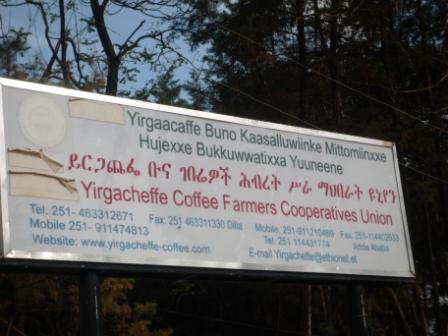 Yirgaacaffe Buno Kaasalluwiinke Mittomiinxxe
Hujexxe Bukkuwwatixxa Yuuneene
ይርጋጨፌ ቡና ገበሬዎች ሕብረት ሥራ ማህበራት ዩኒየን
Yirgacheffe Coffee Farmers Cooperatives Union
Tel. 251- 463312671 Fax: 251 463311330 Dilla Mobile. 251-911210469 Fax: 251-114402533
Mobile 251- 911474813 Tel. 251 114431774 Addis Ababa
Website: www.yirgacheffe-coffee.com E-mail Yirgacheffe@ethionet.et